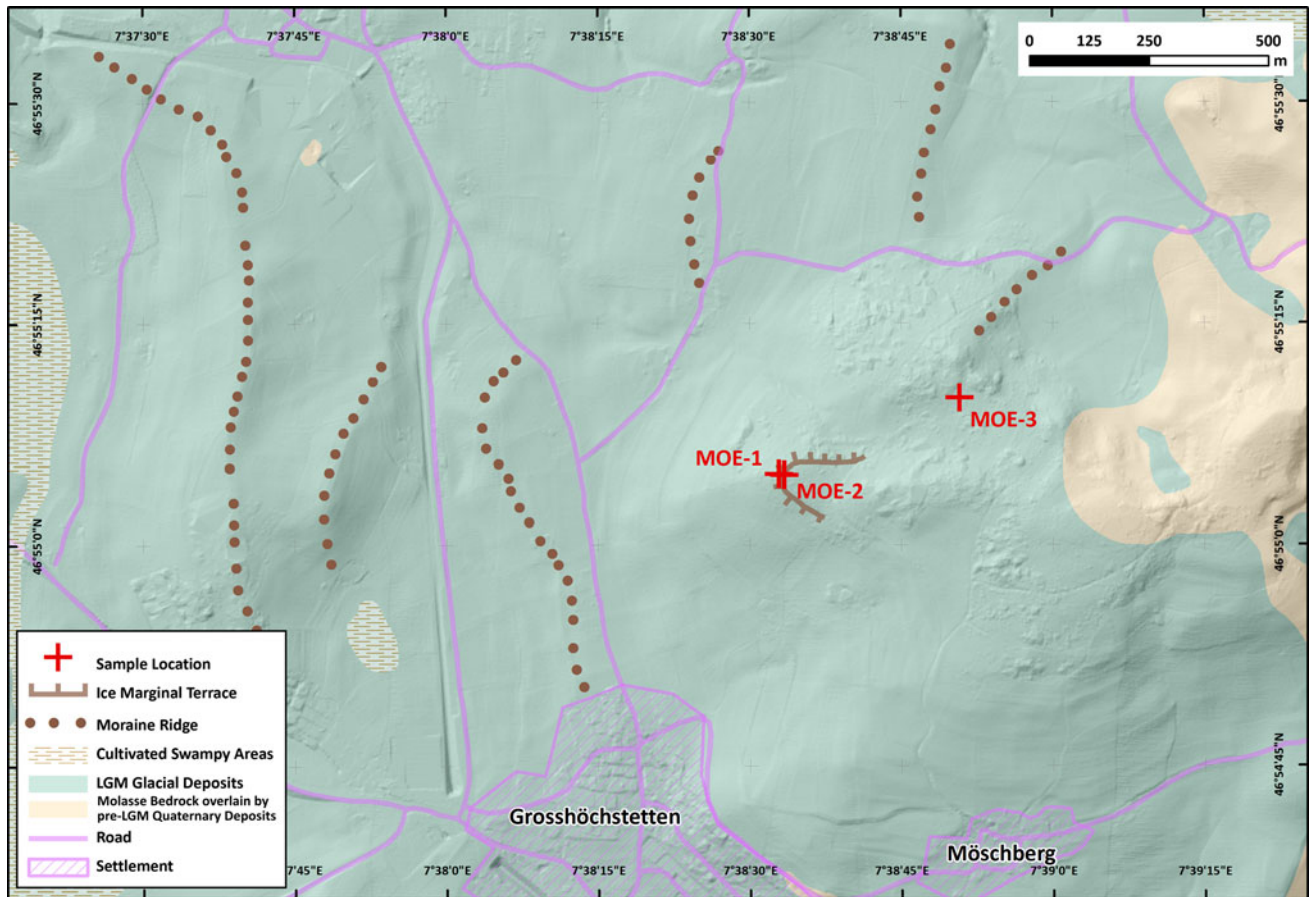 7°37'30"E 7°37'45"E 7°38'0"E 7°38'15"E 7°38'30"E 7°38'45"E
0 125 250 500
m
46°55'30"N 46°55'30"N
46°55'15"N 46°55'15"N
MOE-3
MOE-1
MOE-2
46°55'0"N 46°55'0"N
Sample Location
Ice Marginal Terrace
Moraine Ridge
Cultivated Swampy Areas
LGM Glacial Deposits
Molasse Bedrock overlain by
pre-LGM Quaternary Deposits
Road
Settlement
46°54'45"N
Grosshöchstetten
Möschberg
7°45"E 7°38'0"E 7°38'15"E 7°38'30"E 7°38'45"E 7°39'0"E 7°39'15"E